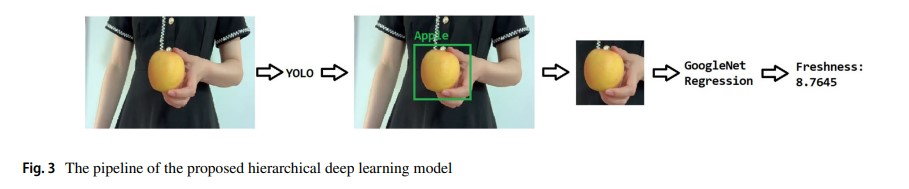 Apple
YOLO
GoogleNet
Regression
Freshness:
8.7645
Fig. 3 The pipeline of the proposed hierarchical deep learning model